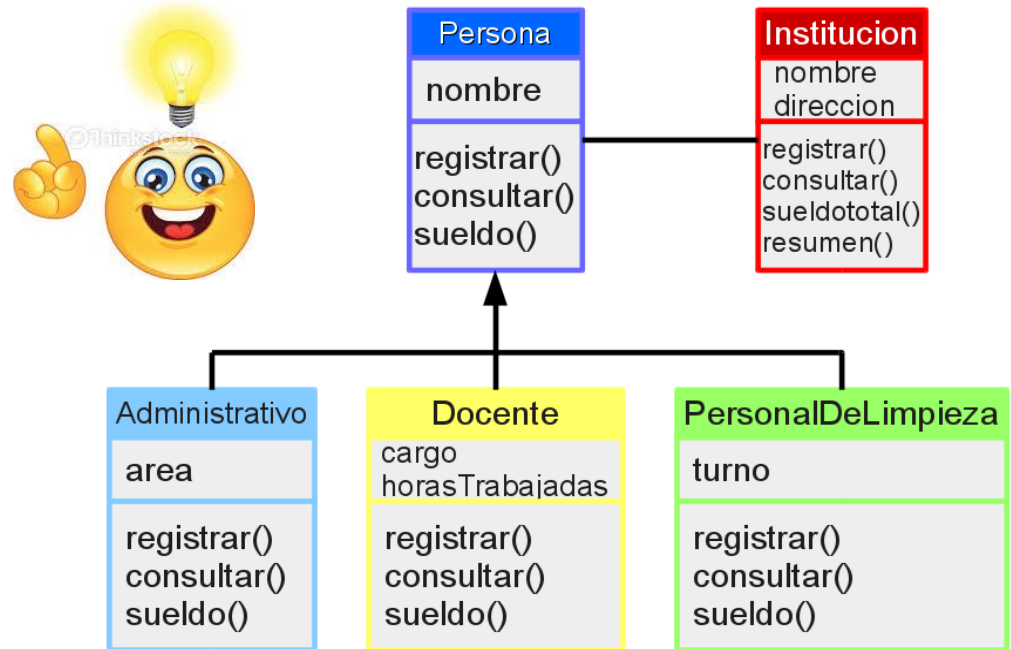 Persona
nombre
registrar()
consultar()
sueldo()
Institucion
nombre
direccion
registrar()
consultar()
sueldototal()
resumen()
Thinkstock
Administrativo
area
registrar()
consultar()
sueldo()
Docente
cargo
horasTrabajadas
registrar()
consultar()
sueldo()
PersonalDeLimpieza
turno
registrar()
consultar()
sueldo()